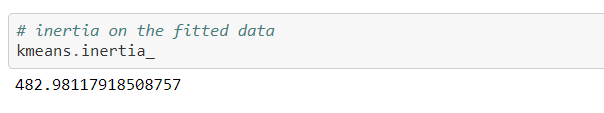 # inertia on the fitted data
kmeans.inertia_
482.98117918508757